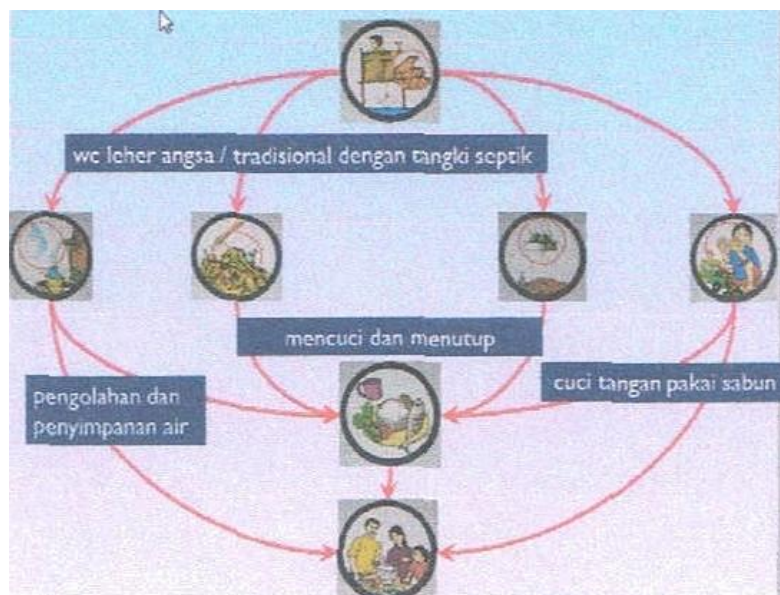 wc leher angsa / tradisional dengan tangki septik
mencuci dan menutup
pengolahan dan
penyimpanan air
cuci tangan pakai sabun